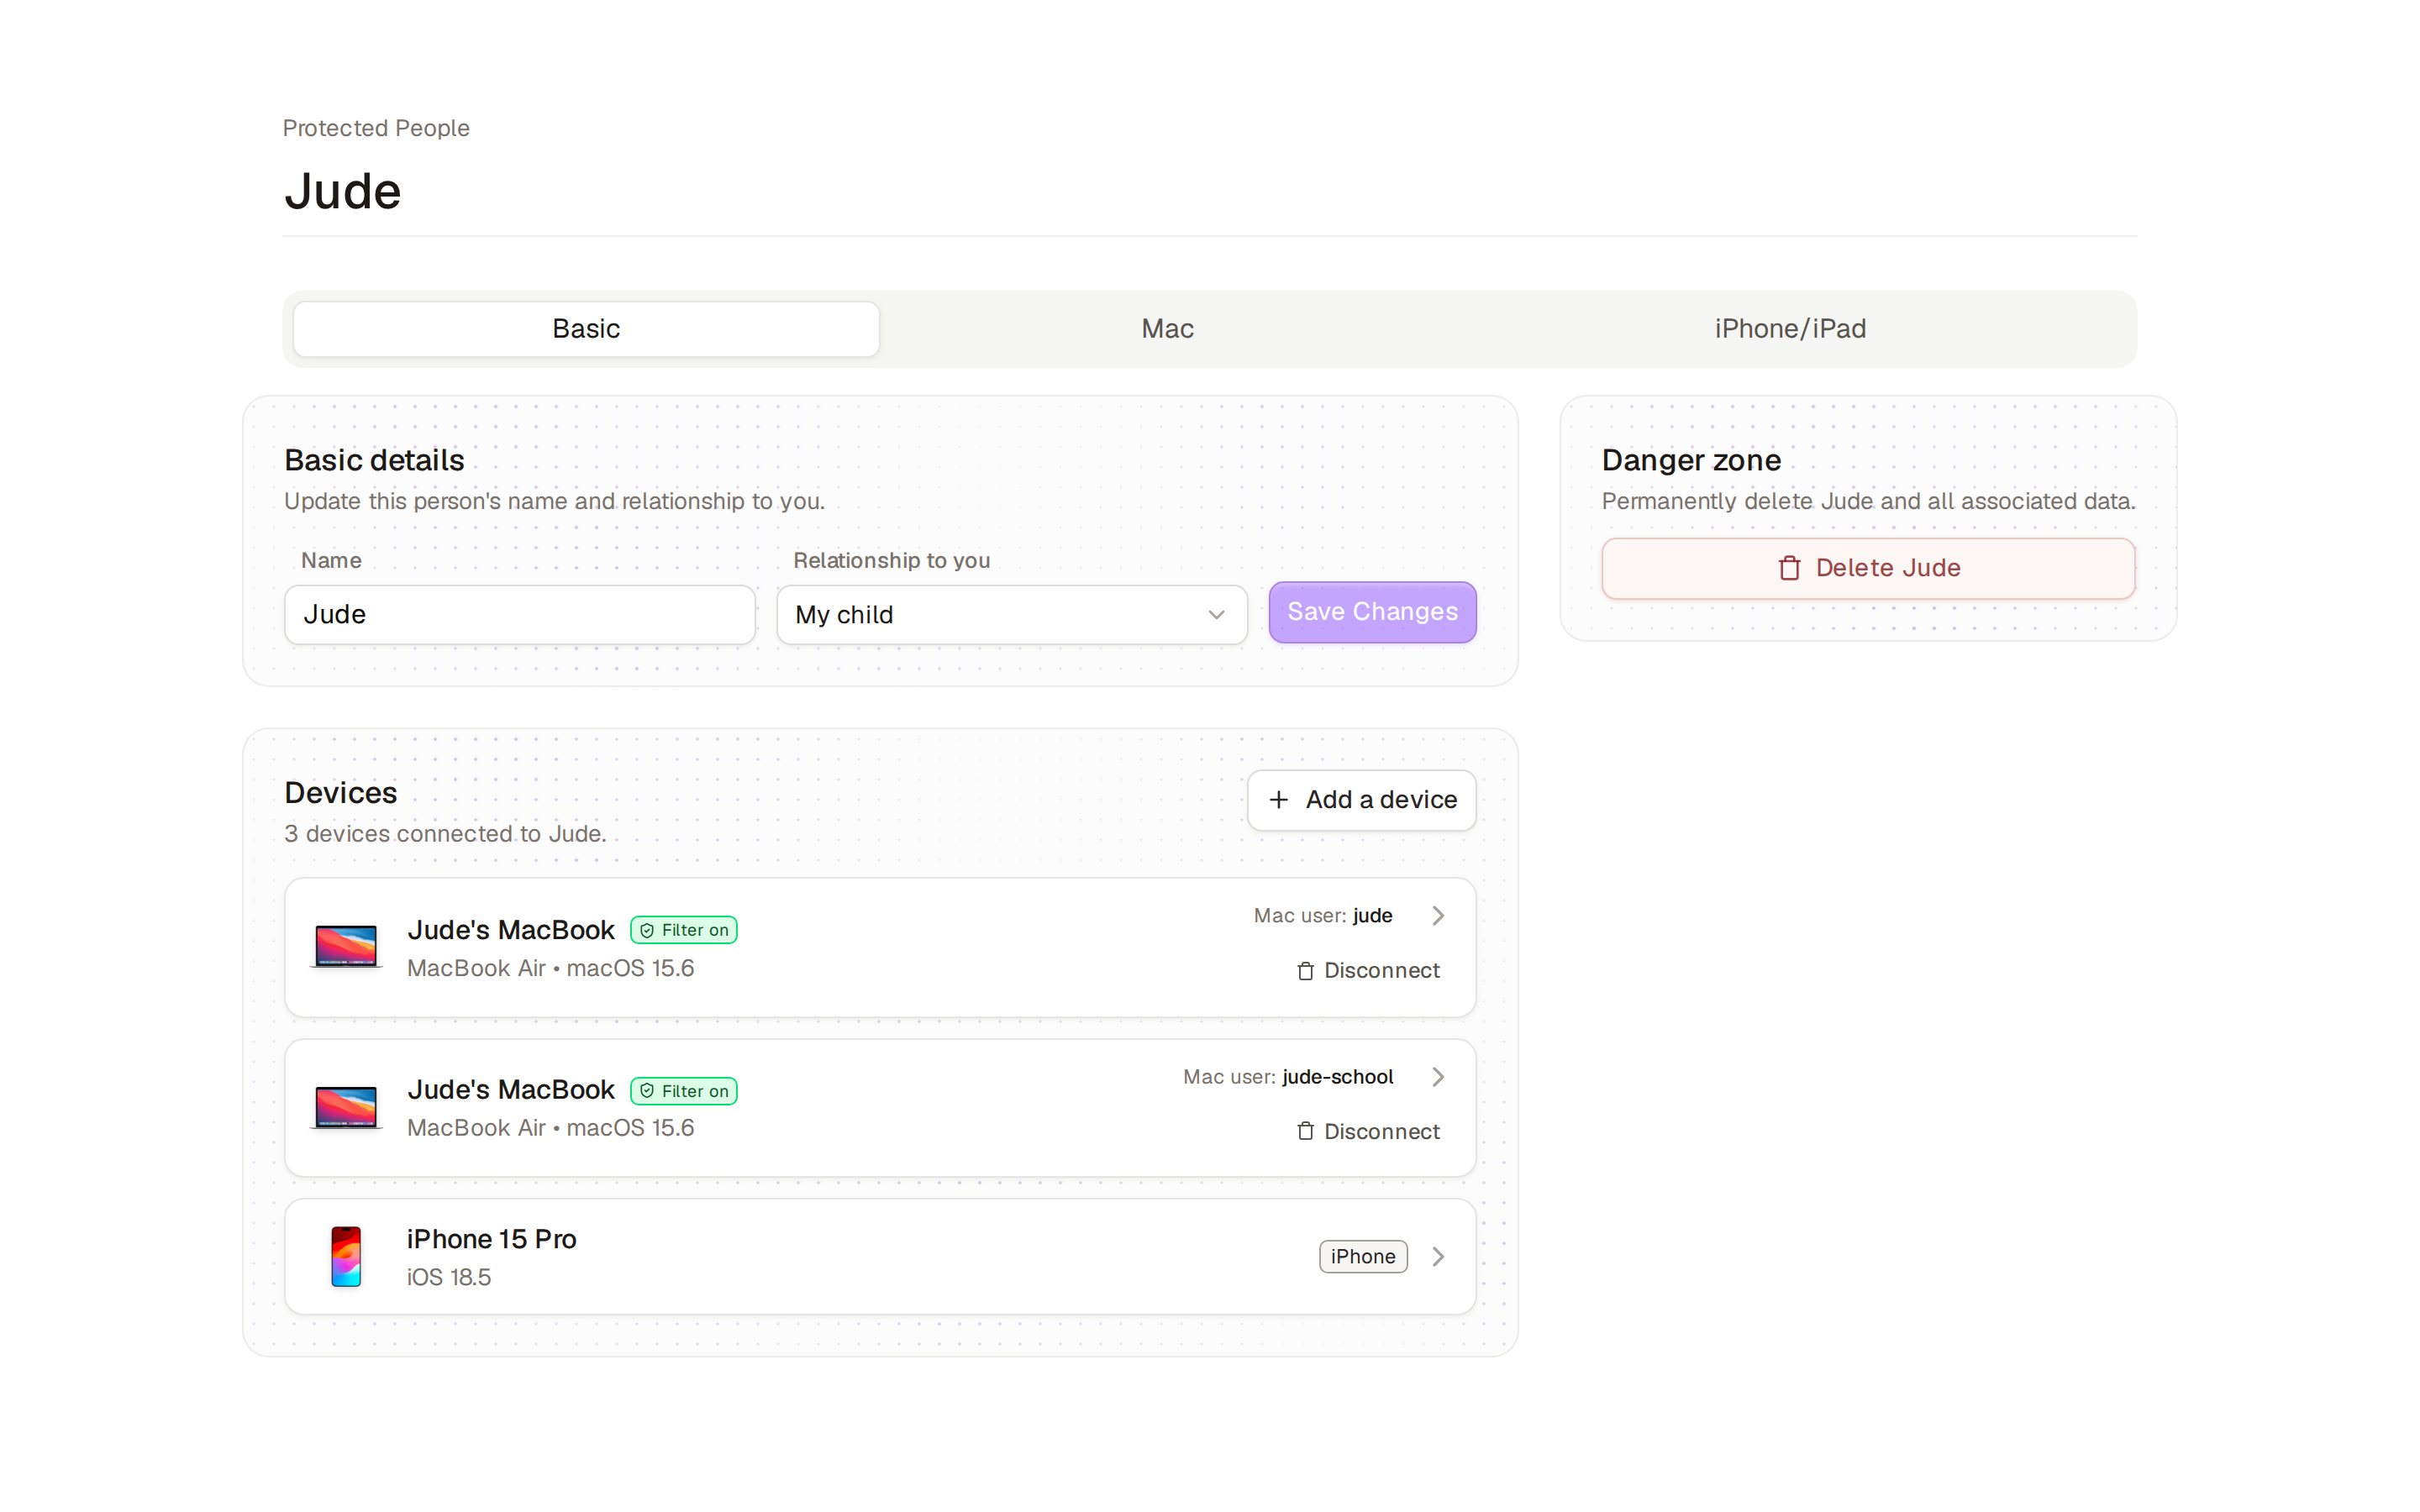 Protected People
Jude
Basic
Mac
iPhone/iPad
Basic details
Update this person's name and relationship to you.
Name
Relationship to you
Jude
My child
Save Changes
Danger zone
Permanently delete Jude and all associated data.
Delete Jude
Devices
3 devices connected to Jude.
Add a device
Jude's MacBook
Filter on
MacBook Air • macOS 15.6
Mac user: jude
Disconnect
Jude's MacBook
Filter on
MacBook Air • macOS 15.6
Mac user: jude-school
Disconnect
iPhone 15 Pro
iOS 18.5
iPhone